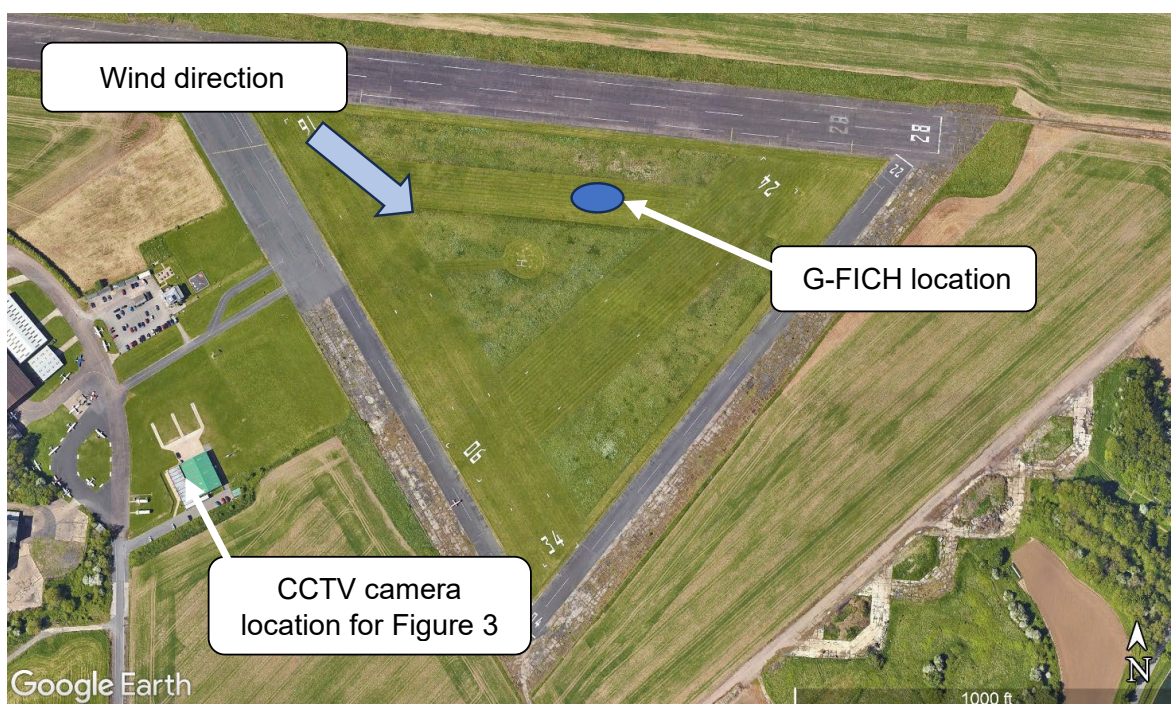 Wind direction
28
28
22
24
G-FICH location
H
06
34
CCTV camera
location for Figure 3
N
Google Earth
1000 ft